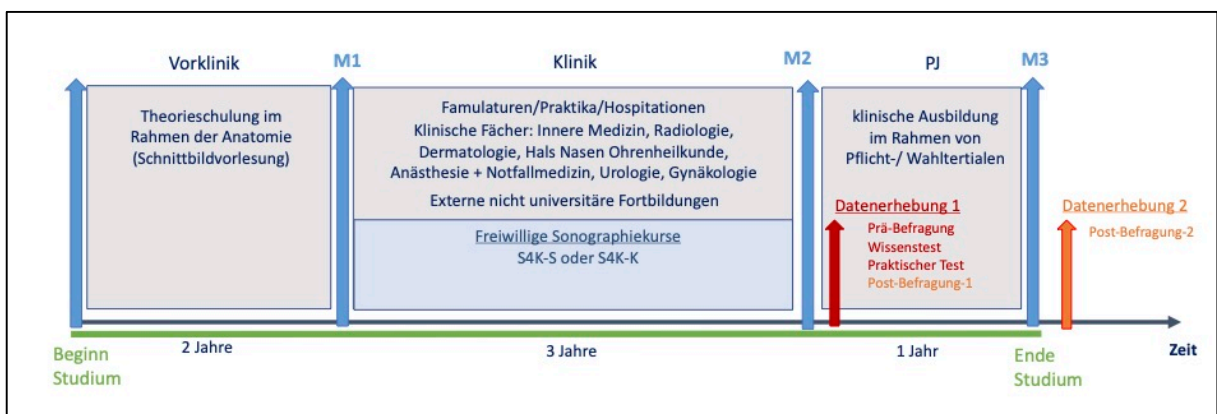 Vorklinik
M1
Klinik
M2
PJ
M3
Theorieschulung im
Rahmen der Anatomie
(Schnittbildvorlesung)
Famulaturen/Praktika/Hospitationen
Klinische Fächer: Innere Medizin, Radiologie,
Dermatologie, Hals Nasen Ohrenheilkunde,
Anästhesie + Notfallmedizin, Urologie, Gynäkologie
Externe nicht universitäre Fortbildungen
Freiwillige Sonographiekurse
S4K-S oder S4K-K
klinische Ausbildung
im Rahmen von
Pflicht-/ Wahltertialen
Datenerhebung 1
Prä-Befragung
Wissenstest
Praktischer Test
Post-Befragung-1
Datenerhebung 2
Post-Befragung-2
Beginn
Studium
2 Jahre
3 Jahre
1 Jahr
Ende
Studium
Zeit